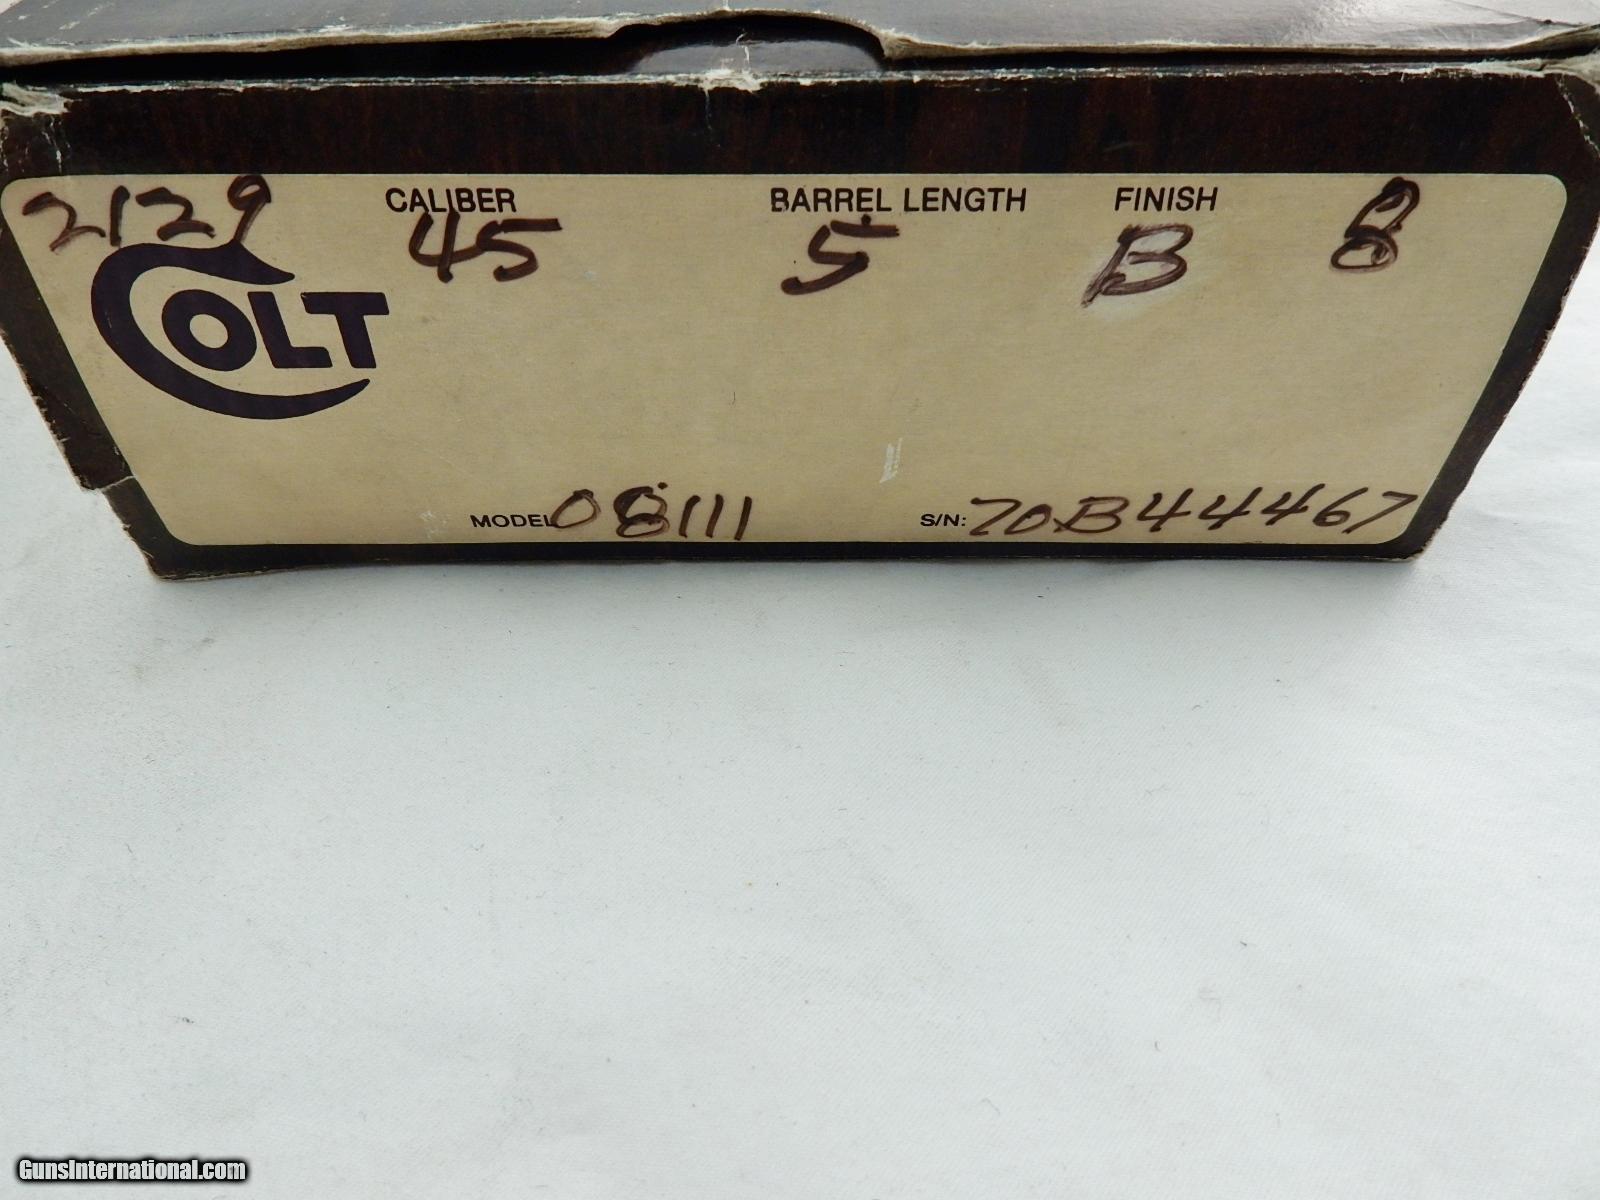 2129 CALIBER BARREL LENGTH FINISH 8
45 5 B
COLT
MODEL 08111 S/N: 70B44467
GunsInternational.com